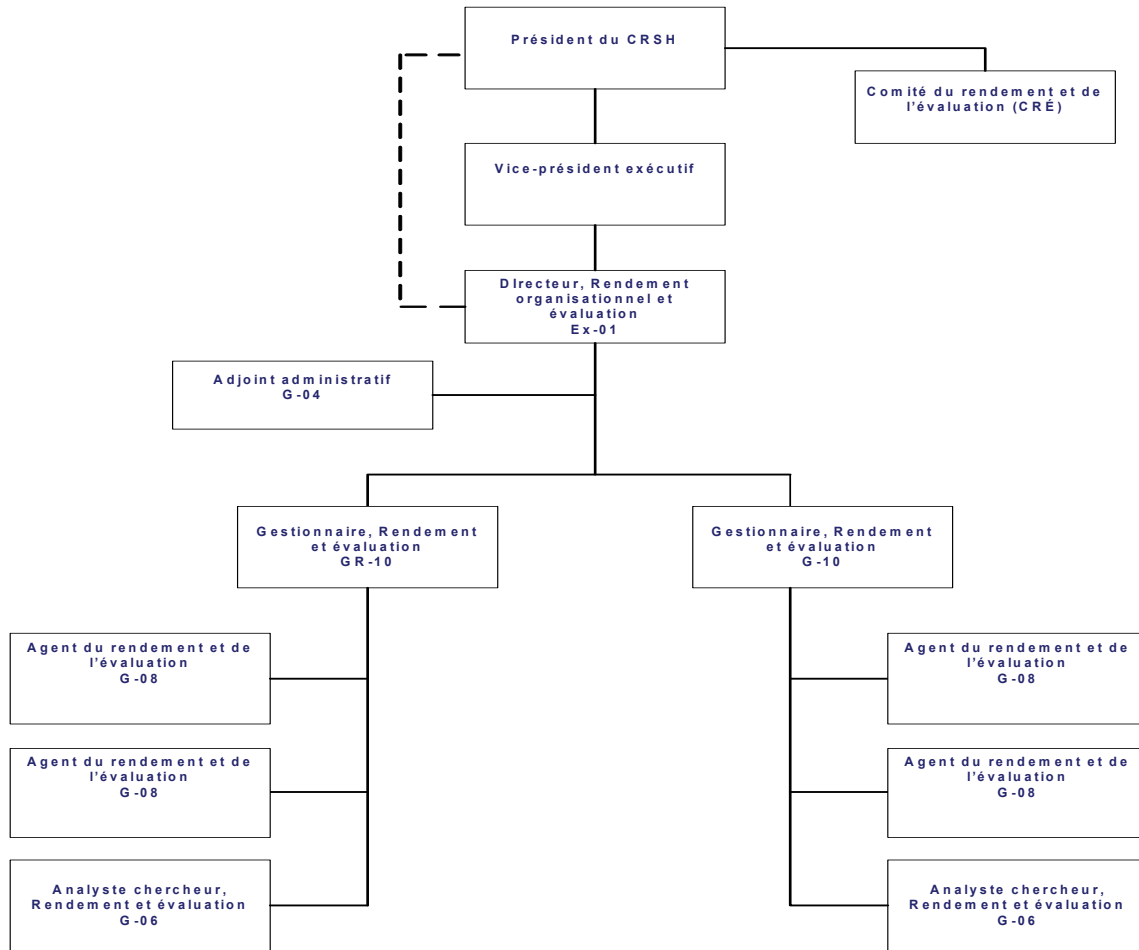 Président du CRSH
Comité du rendement et de
l'évaluation (CRÉ)
Vice-président exécutif
DIrecteur, Rendement
organisationnel et
évaluation
Ex-01
Adjoint administratif
G-04
Gestionnaire, Rendement
et évaluation
GR-10
Gestionnaire, Rendement
et évaluation
G-10
Agent du rendement et de
l'évaluation
G-08
Agent du rendement et de
l'évaluation
G-08
Agent du rendement et de
l'évaluation
G-08
Agent du rendement et de
l'évaluation
G-08
Analyste chercheur,
Rendement et évaluation
G-06
Analyste chercheur,
Rendement et évaluation
G-06